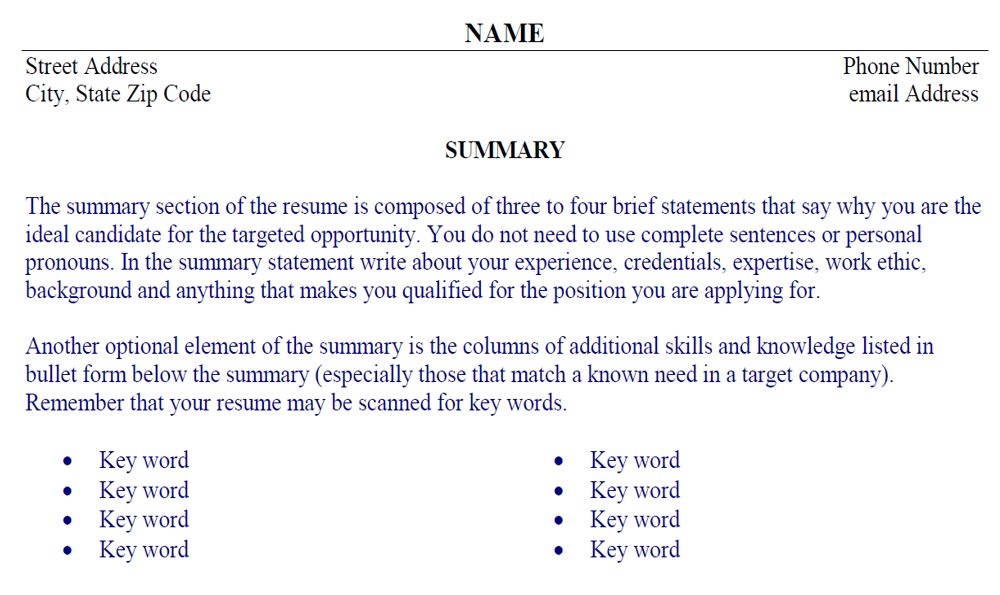 NAME
Street Address Phone Number
City, State Zip Code email Address
SUMMARY
The summary section of the resume is composed of three to four brief statements that say why you are the
ideal candidate for the targeted opportunity. You do not need to use complete sentences or personal
pronouns. In the summary statement write about your experience, credentials, expertise, work ethic,
background and anything that makes you qualified for the position you are applying for.
Another optional element of the summary is the columns of additional skills and knowledge listed in
bullet form below the summary (especially those that match a known need in a target company).
Remember that your resume may be scanned for key words.
• Key word • Key word
• Key word • Key word
• Key word • Key word
• Key word • Key word